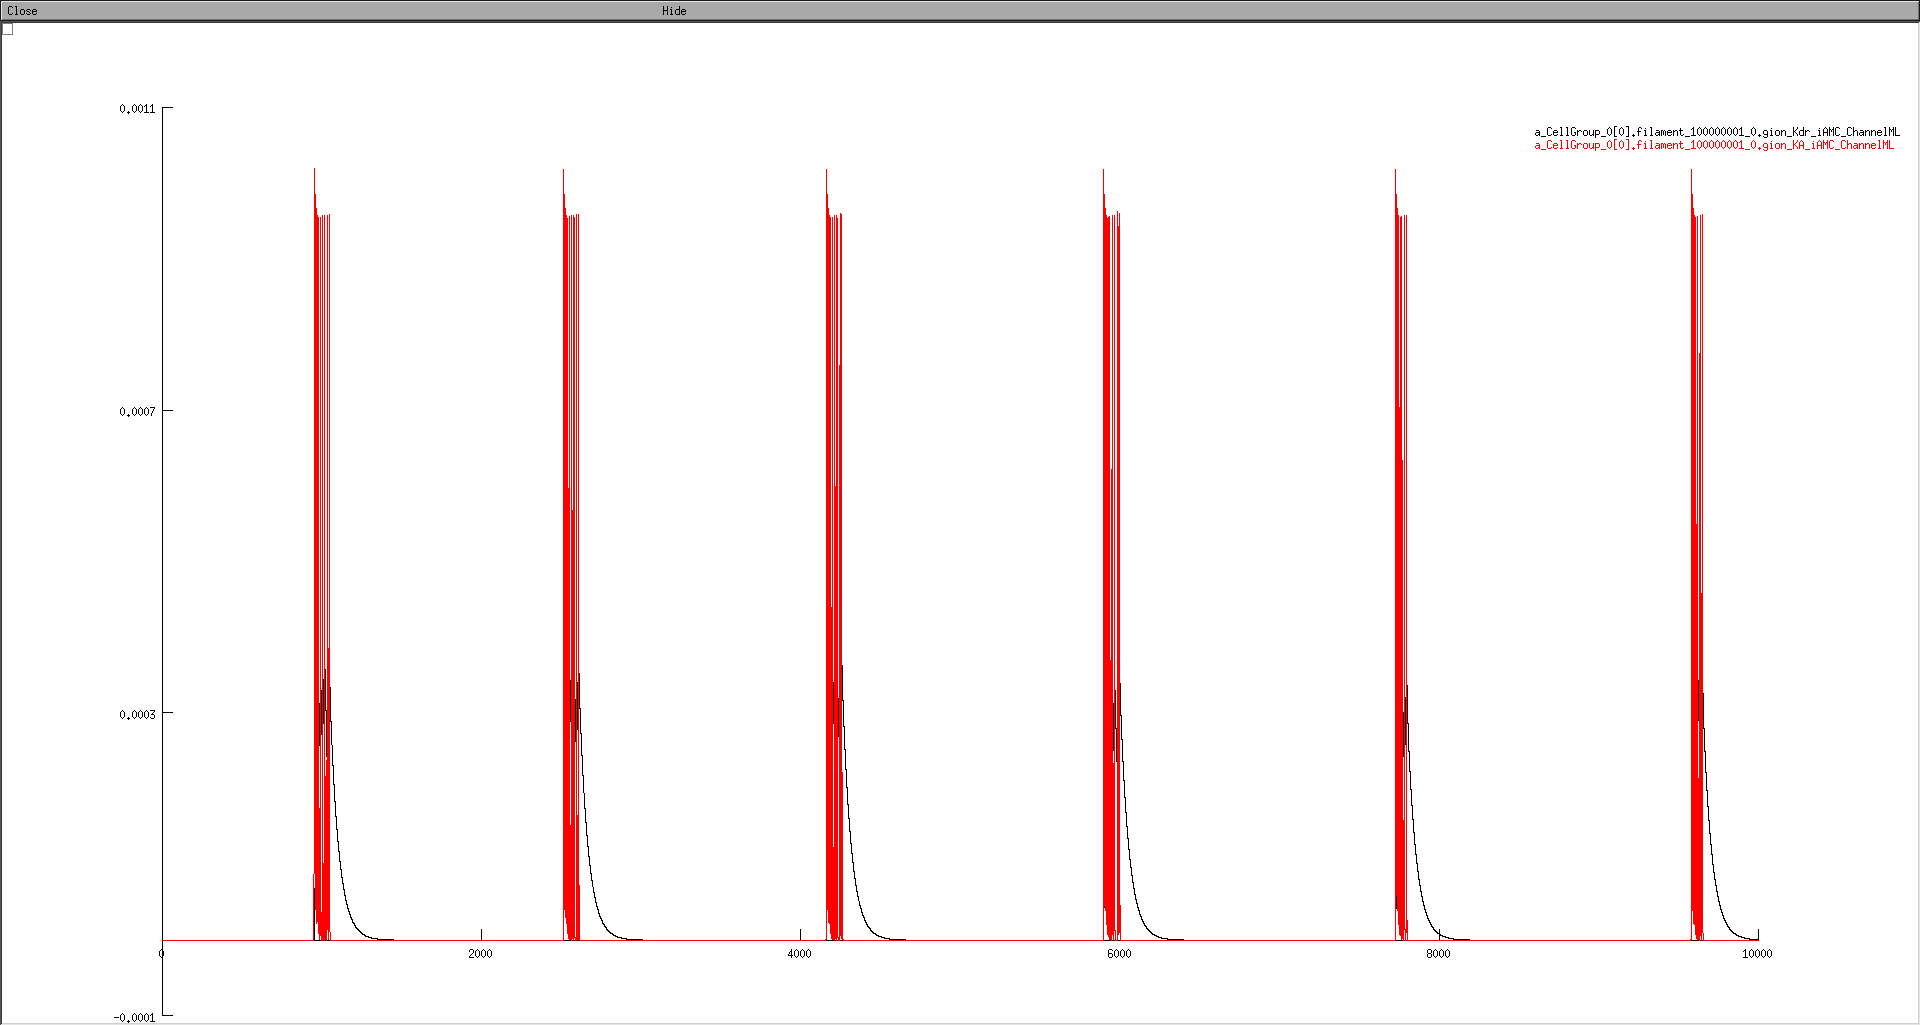 Close Hide
0.0011
a_CellGroup_0[0].filament_100000001_0.gion_Kdr_iAMC_ChannelML
a_CellGroup_0[0].filament_100000001_0.gion_KA_iAMC_ChannelML
0.0007
0.0003
0 2000 4000 6000 8000 10000
-0.0001